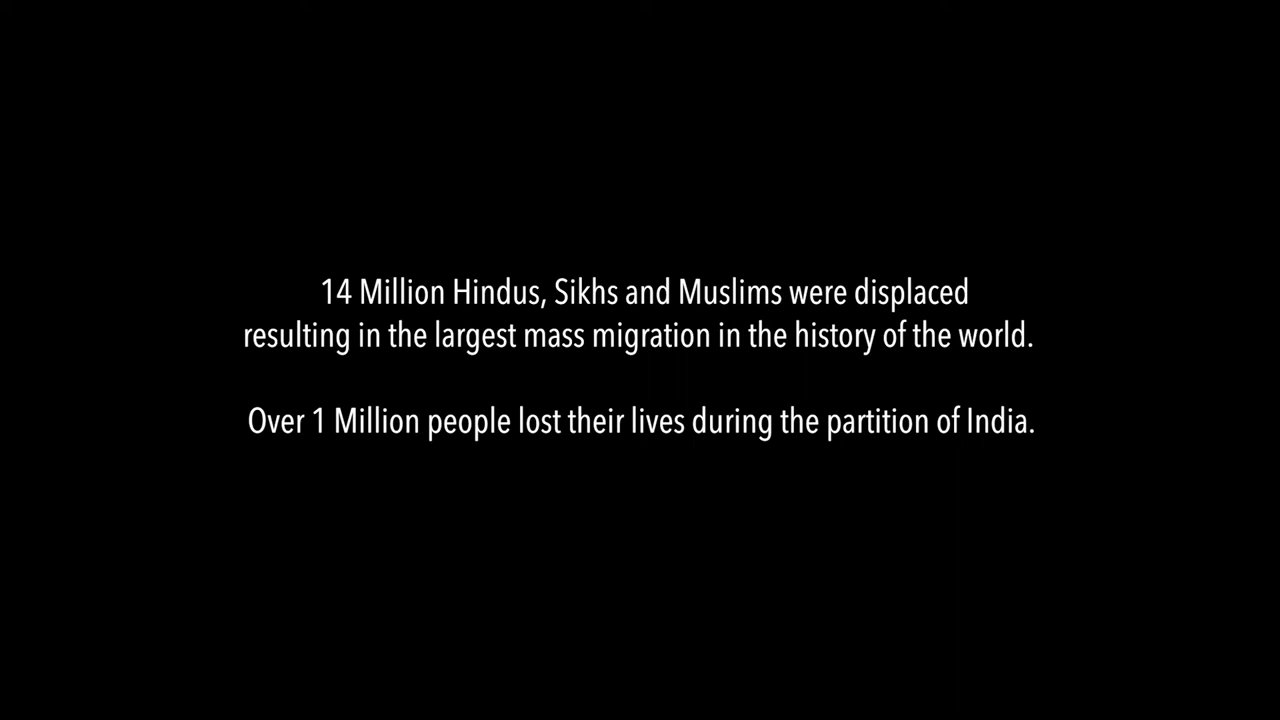 14 Million Hindus, Sikhs and Muslims were displaced
resulting in the largest mass migration in the history of the world.
Over 1 Million people lost their lives during the partition of India.